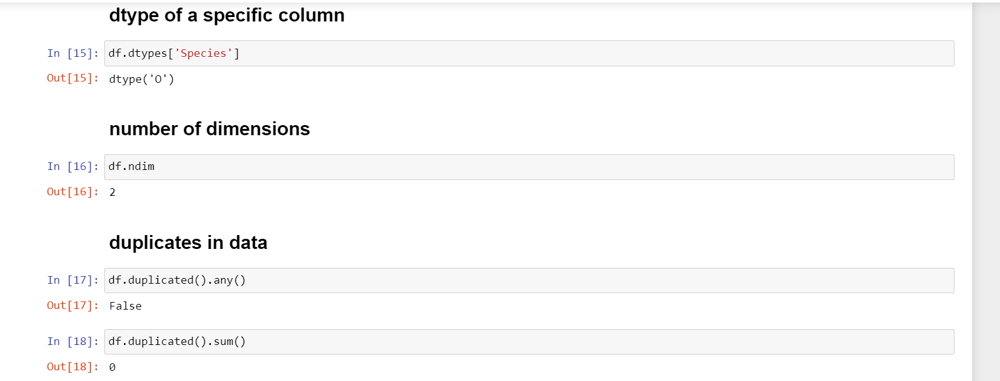 dtype of a specific column
In [15]: df.dtypes['Species']
Out[15]: dtype('O')
number of dimensions
In [16]: df.ndim
Out[16]: 2
duplicates in data
In [17]: df.duplicated().any()
Out[17]: False
In [18]: df.duplicated().sum()
Out[18]: 0